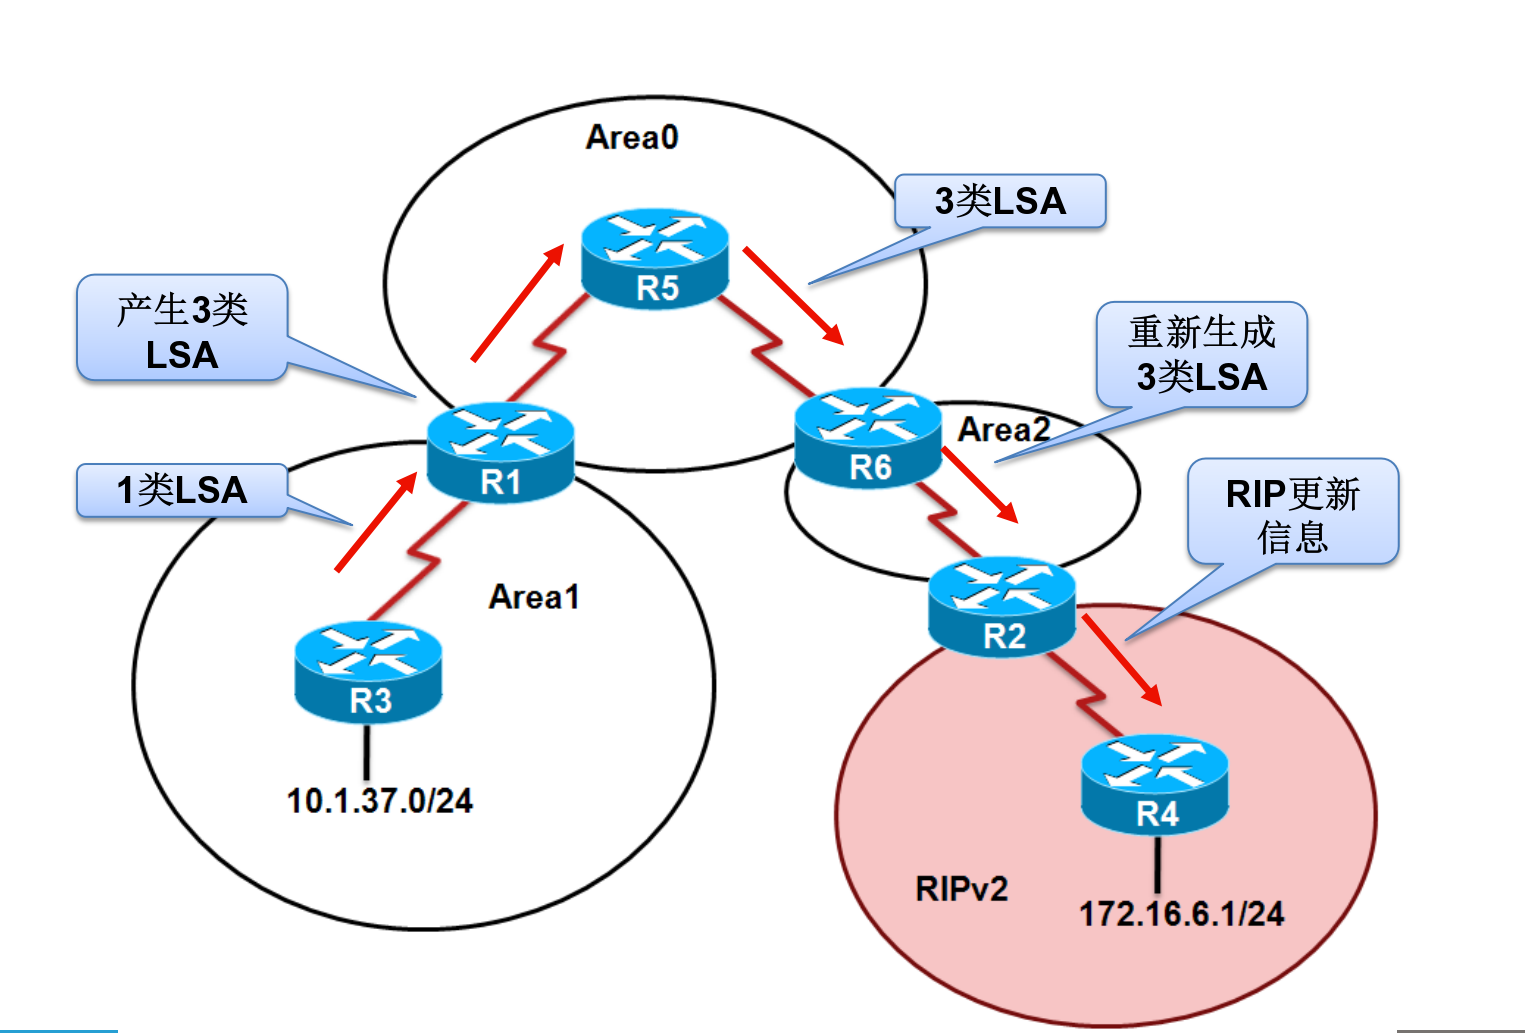 Area0
3类LSA
R5
产生3类
LSA
重新生成
3类LSA
Area2
R6
R1
1类LSA
RIP更新
信息
Area1
R2
R3
10.1.37.0/24
R4
RIPv2
172.16.6.1/24